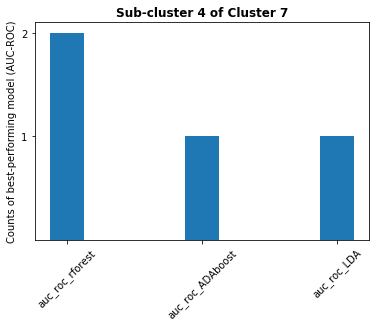 Sub-cluster 4 of Cluster 7
Counts of best-performing model (AUC-ROC)
2
1
auc_roc_rforest
auc_roc_ADAboost
auc_roc_LDA